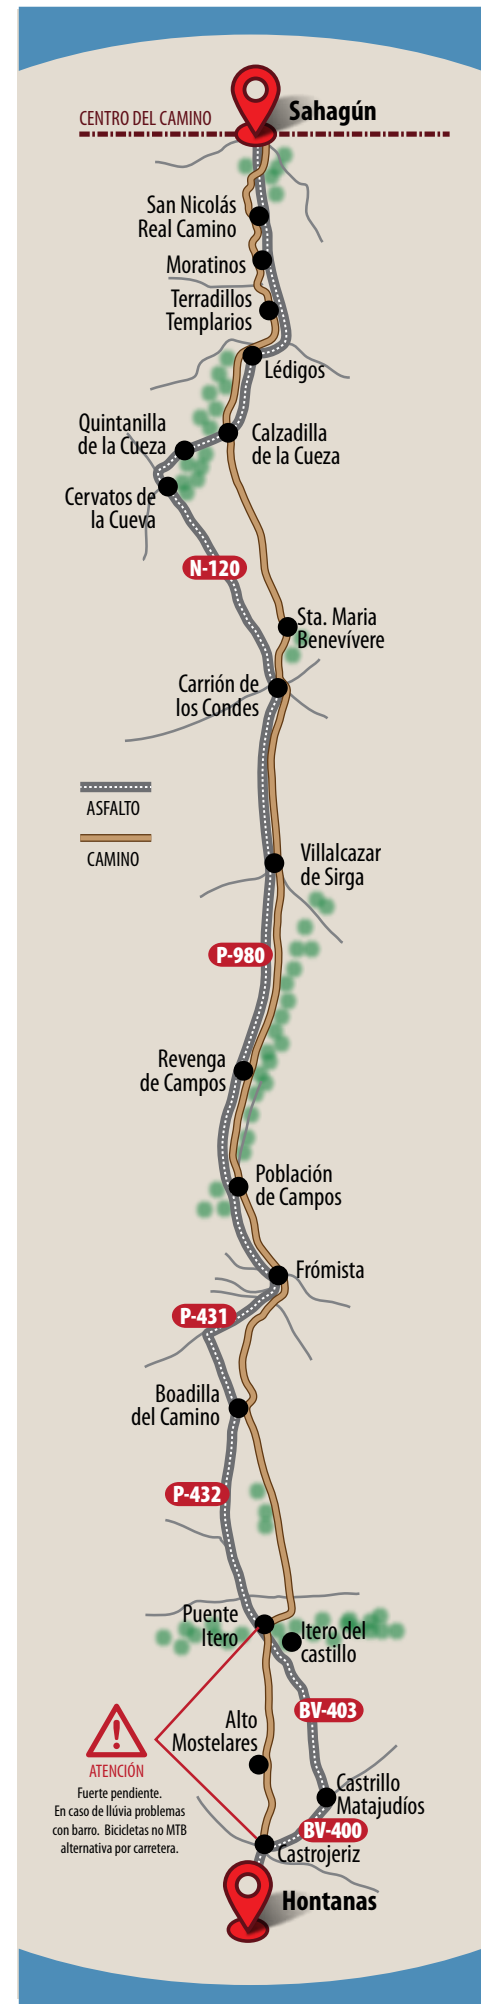 Sahagún
CENTRO DEL CAMINO
San Nicolás
Real Camino
Moratinos
Terradillos
Templarios
Lédigos
Quintanilla
de la Cueza
Calzadilla
de la Cueza
Cervatos de
la Cueva
N-120
Sta. Maria
Benevívere
Carrión de
los Condes
ASFALTO
CAMINO
Villalcazar
de Sirga
P-980
Revenga
de Campos
Población
de Campos
Frómista
P-431
Boadilla
del Camino
P-432
Puente
Itero
Itero del
castillo
BV-403
Alto
Mostelares
ATENCIÓN
Fuerte pendiente.
En caso de llúvia problemas
con barro. Bicicletas no MTB
alternativa por carretera.
Castrillo
Matajudíos
BV-400
Castrojeriz
Hontanas